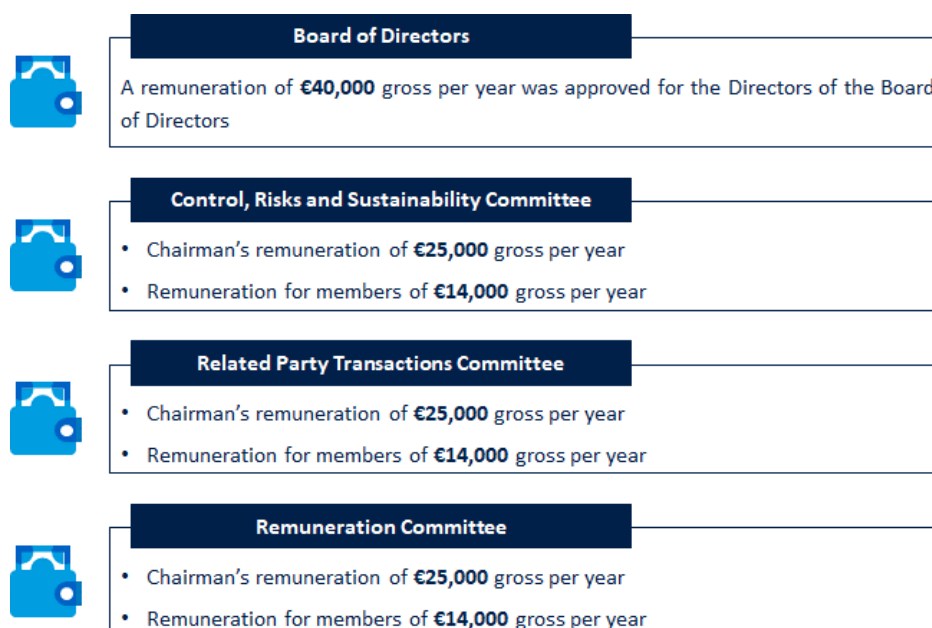 Board of Directors
A remuneration of €40,000 gross per year was approved for the Directors of the Board
of Directors
Control, Risks and Sustainability Committee
• Chairman’s remuneration of €25,000 gross per year
• Remuneration for members of €14,000 gross per year
Related Party Transactions Committee
• Chairman’s remuneration of €25,000 gross per year
• Remuneration for members of €14,000 gross per year
Remuneration Committee
• Chairman’s remuneration of €25,000 gross per year
• Remuneration for members of €14,000 gross per year